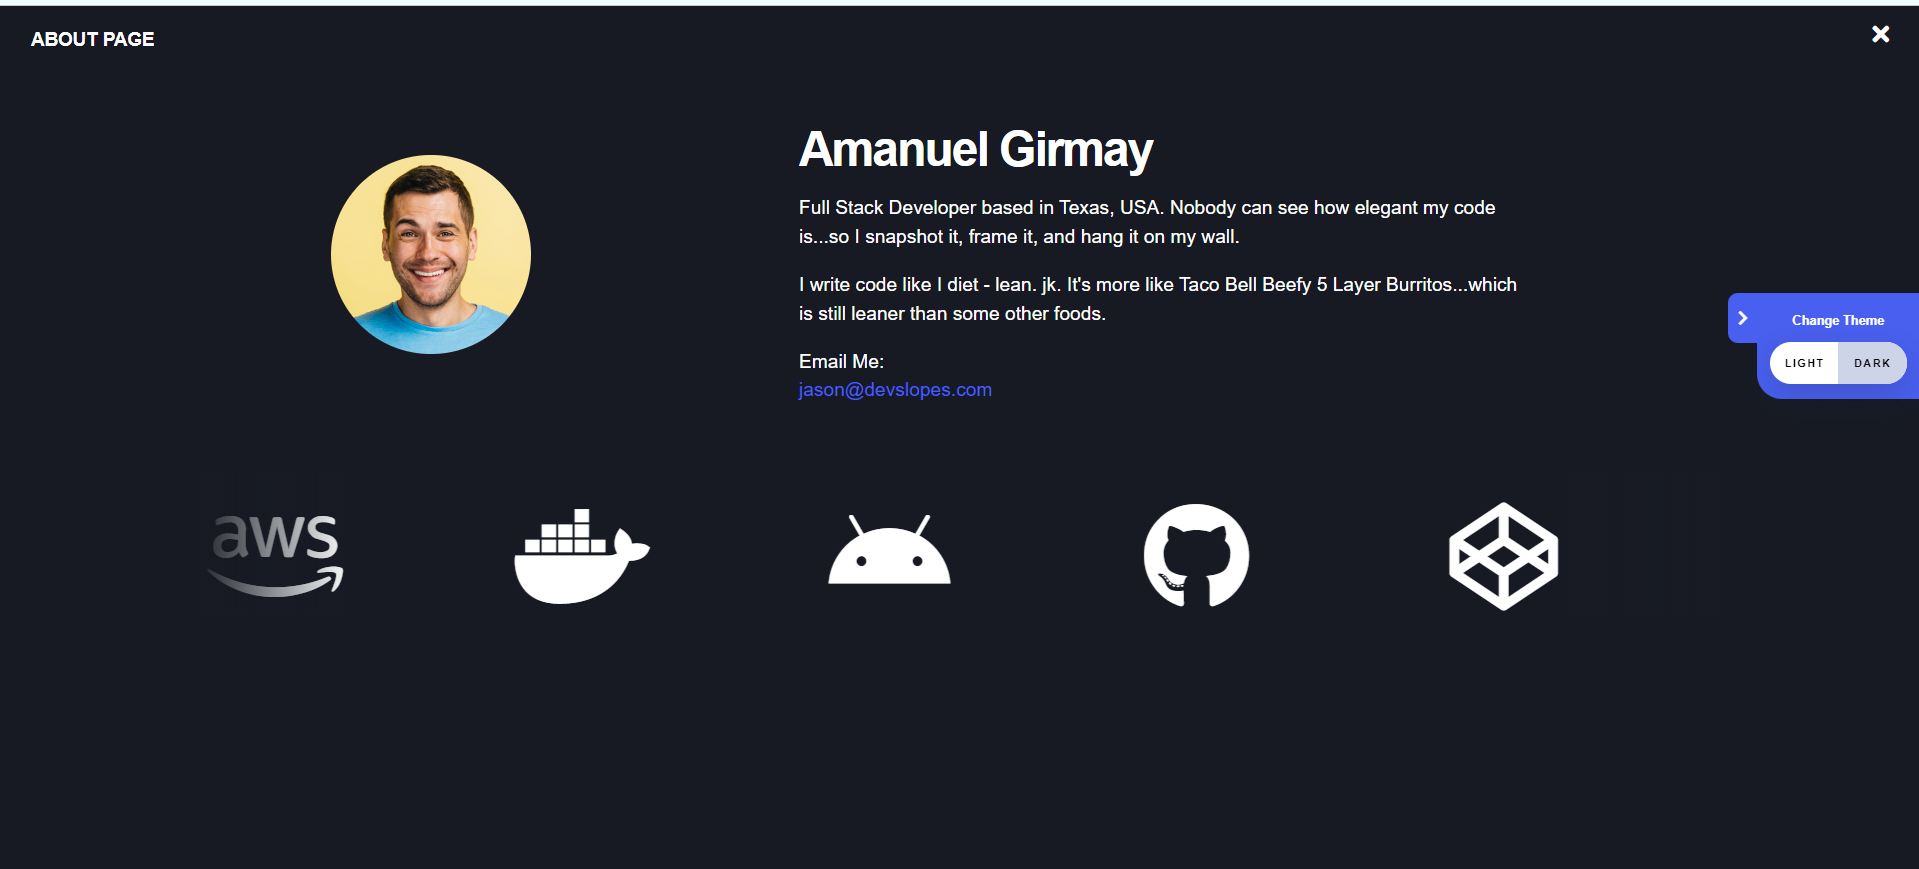 ABOUT PAGE
Amanuel Girmay
Full Stack Developer based in Texas, USA. Nobody can see how elegant my code
is...so I snapshot it, frame it, and hang it on my wall.
I write code like I diet - lean. jk. It's more like Taco Bell Beefy 5 Layer Burritos...which
is still leaner than some other foods.
Email Me:
jason@devslopes.com
Change Theme
LIGHT DARK
aws